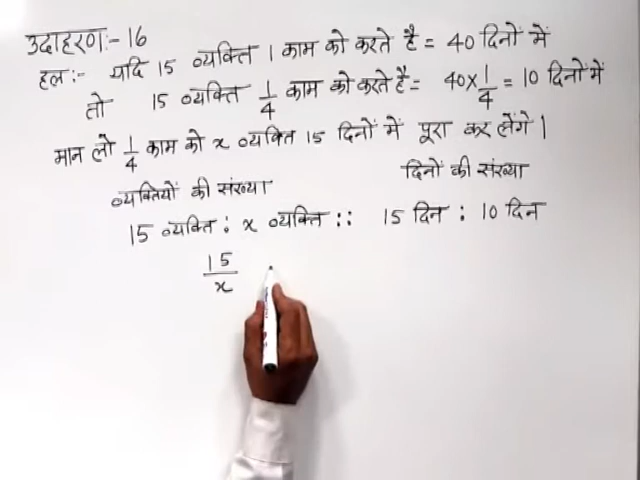 उदाहरण:- 16
हल:- यदि 15 व्यक्ति 1 काम को करते है = 40 दिनों में
तो 15 व्यक्ति 1/4 काम को करते है = 40 × 1/4 = 10 दिनों में
मान लो 1/4 काम को x व्यक्ति 15 दिनों में पूरा कर लेंगे ।
व्यक्तियों की संख्या दिनों की संख्या
15 व्यक्ति : x व्यक्ति :: 15 दिन : 10 दिन
15/x